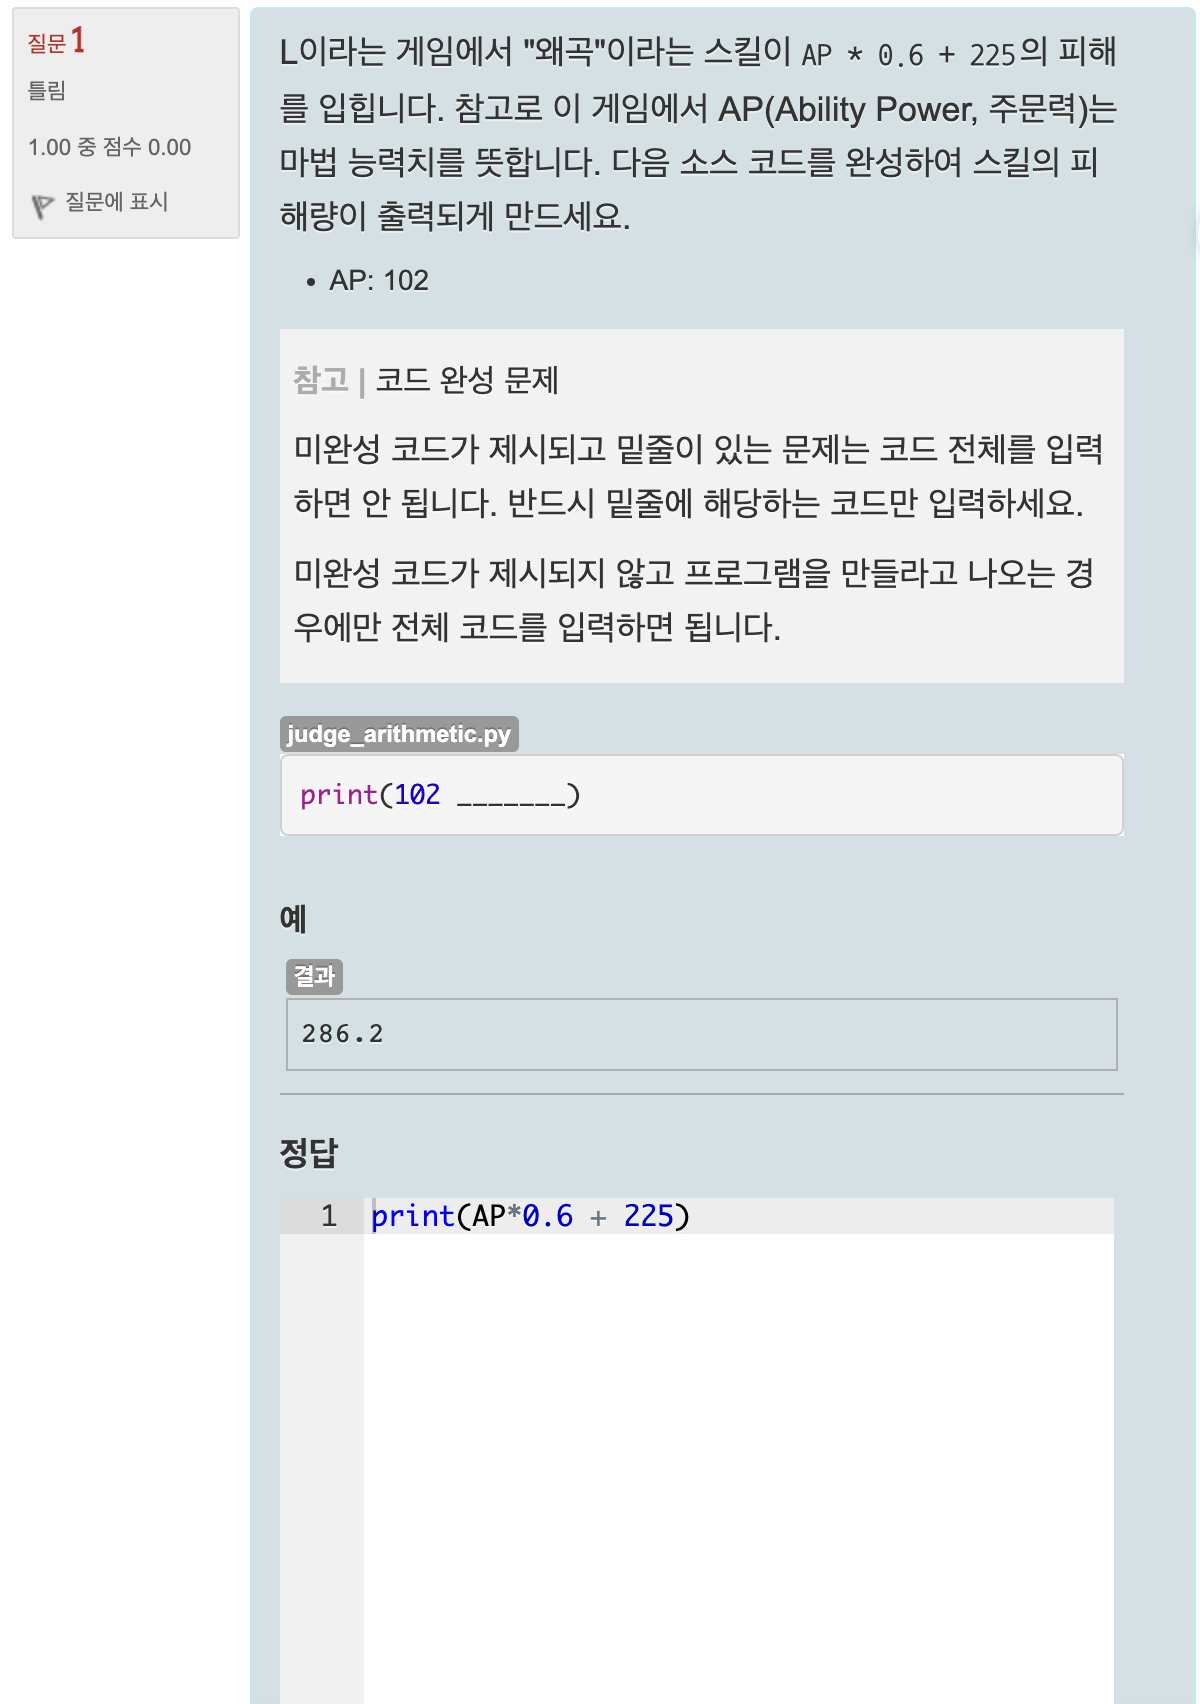 질문 1
틀림
1.00 중 점수 0.00
질문에 표시
L이라는 게임에서 "왜곡"이라는 스킬이 AP * 0.6 + 225의 피해
를 입힙니다. 참고로 이 게임에서 AP(Ability Power, 주문력)는
마법 능력치를 뜻합니다. 다음 소스 코드를 완성하여 스킬의 피
해량이 출력되게 만드세요.
• AP: 102
참고 | 코드 완성 문제
미완성 코드가 제시되고 밑줄이 있는 문제는 코드 전체를 입력
하면 안 됩니다. 반드시 밑줄에 해당하는 코드만 입력하세요.
미완성 코드가 제시되지 않고 프로그램을 만들라고 나오는 경
우에만 전체 코드를 입력하면 됩니다.
judge_arithmetic.py
print(102 _______)
예
결과
286.2
정답
1 print(AP*0.6 + 225)